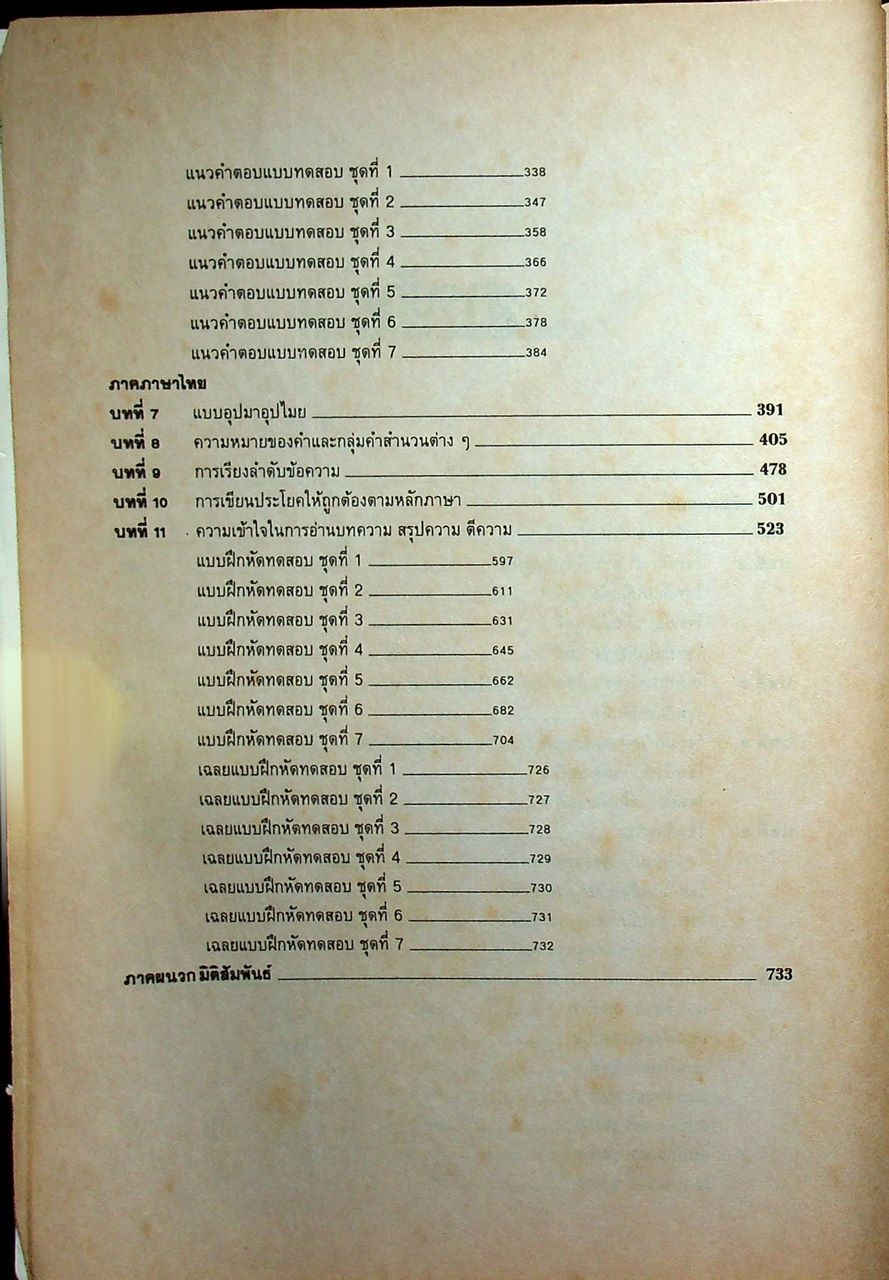 แนวคำตอบแบบทดสอบ ชุดที่ 1 338
แนวคำตอบแบบทดสอบ ชุดที่ 2 347
แนวคำตอบแบบทดสอบ ชุดที่ 3 358
แนวคำตอบแบบทดสอบ ชุดที่ 4 366
แนวคำตอบแบบทดสอบ ชุดที่ 5 372
แนวคำตอบแบบทดสอบ ชุดที่ 6 378
แนวคำตอบแบบทดสอบ ชุดที่ 7 384
ภาคภาษาไทย
บทที่ 7 แบบอุปมาอุปไมย 391
บทที่ 8 ความหมายของคำและกลุ่มคำสำนวนต่าง ๆ 405
บทที่ 9 การเรียงลำดับข้อความ 478
บทที่ 10 การเขียนประโยคให้ถูกต้องตามหลักภาษา 501
บทที่ 11 ความเข้าใจในการอ่านบทความ สรุปความ ตีความ 523
แบบฝึกหัดทดสอบ ชุดที่ 1 597
แบบฝึกหัดทดสอบ ชุดที่ 2 611
แบบฝึกหัดทดสอบ ชุดที่ 3 631
แบบฝึกหัดทดสอบ ชุดที่ 4 645
แบบฝึกหัดทดสอบ ชุดที่ 5 662
แบบฝึกหัดทดสอบ ชุดที่ 6 682
แบบฝึกหัดทดสอบ ชุดที่ 7 704
เฉลยแบบฝึกหัดทดสอบ ชุดที่ 1 726
เฉลยแบบฝึกหัดทดสอบ ชุดที่ 2 727
เฉลยแบบฝึกหัดทดสอบ ชุดที่ 3 728
เฉลยแบบฝึกหัดทดสอบ ชุดที่ 4 729
เฉลยแบบฝึกหัดทดสอบ ชุดที่ 5 730
เฉลยแบบฝึกหัดทดสอบ ชุดที่ 6 731
เฉลยแบบฝึกหัดทดสอบ ชุดที่ 7 732
ภาคผนวก มิติสัมพันธ์ 733